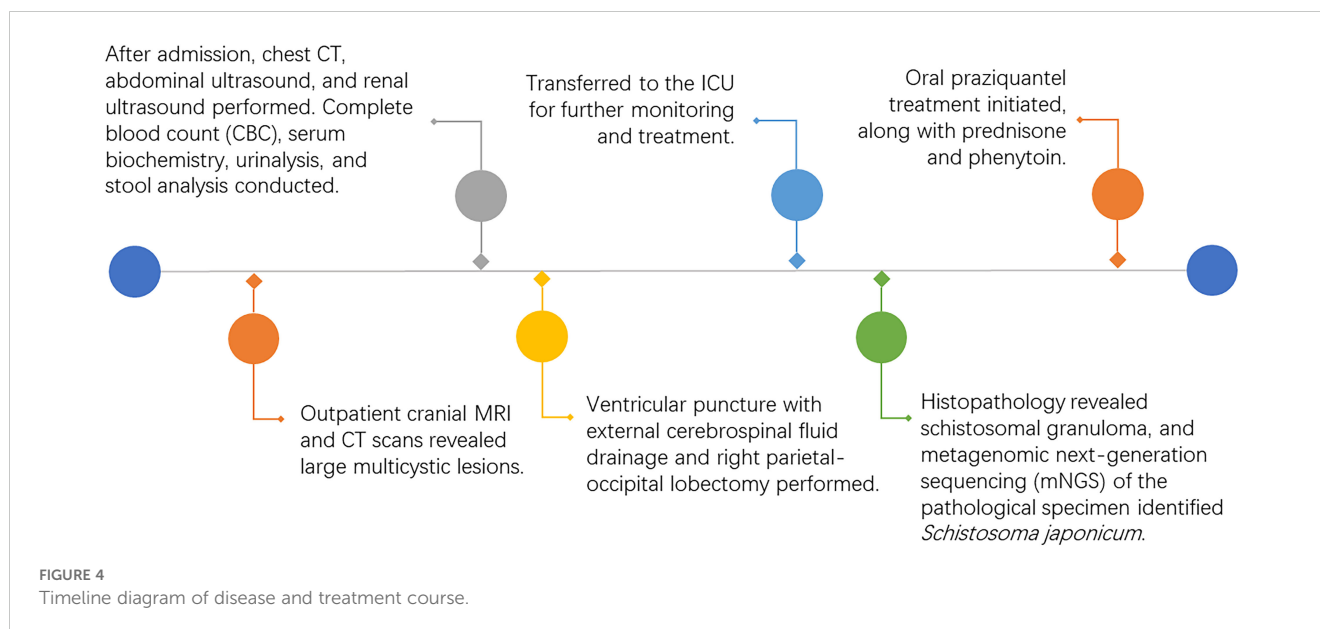 After admission, chest CT,
abdominal ultrasound, and renal
ultrasound performed. Complete
blood count (CBC), serum
biochemistry, urinalysis, and
stool analysis conducted.
Transferred to the ICU
for further monitoring
and treatment.
Oral praziquantel
treatment initiated,
along with prednisone
and phenytoin.
Outpatient cranial MRI
and CT scans revealed
large multicystic lesions.
Ventricular puncture with
external cerebrospinal fluid
drainage and right parietal-
occipital lobectomy performed.
Histopathology revealed
schistosomal granuloma, and
metagenomic next-generation
sequencing (mNGS) of the
pathological specimen identified
Schistosoma japonicum.
FIGURE 4
Timeline diagram of disease and treatment course.